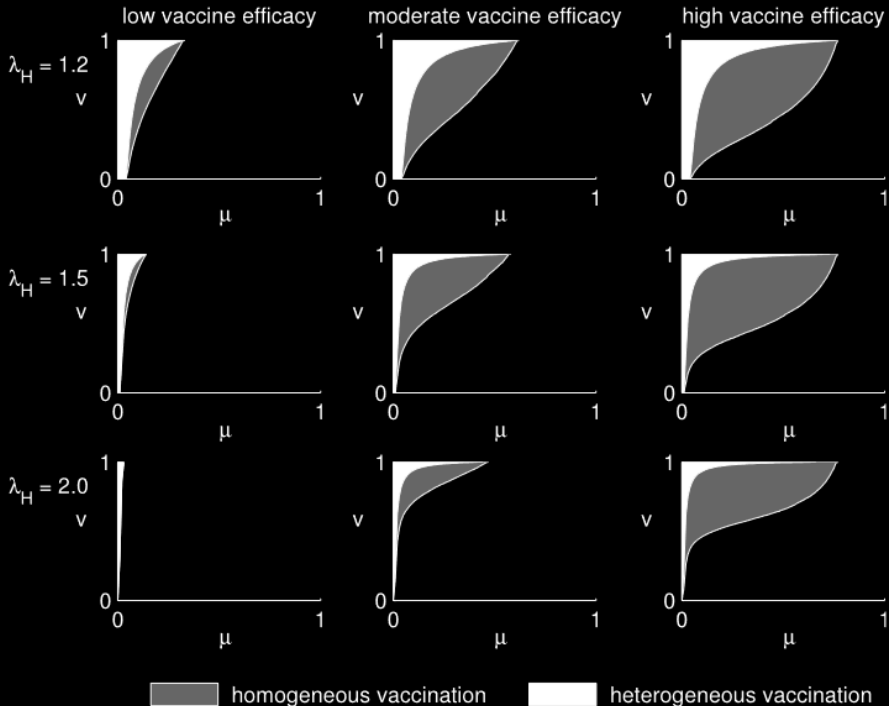 low vaccine efficacy moderate vaccine efficacy high vaccine efficacy
λH = 1.2
1 1 1
v v v
0 0 0
0 1 0 1 0 1
μ μ μ
λH = 1.5
1 1 1
v v v
0 0 0
0 1 0 1 0 1
μ μ μ
λH = 2.0
1 1 1
v v v
0 0 0
0 1 0 1 0 1
μ μ μ
homogeneous vaccination heterogeneous vaccination